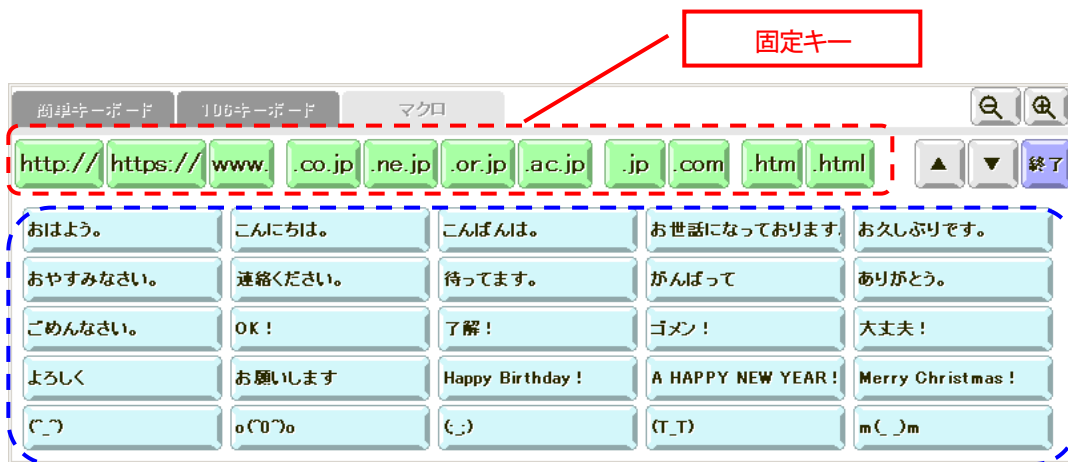 固定キー
簡単キーボード 106キーボード マクロ
http:// https:// www. .co.jp .ne.jp .or.jp .ac.jp .jp .com .htm .html ▲ ▼ 終了
おはよう。 こんにちは。 こんばんは。 お世話になっております。 お久しぶりです。
おやすみなさい。 連絡ください。 待ってます。 がんばって ありがとう。
ごめんなさい。 OK! 了解! ゴメン! 大丈夫!
よろしく お願いします Happy Birthday! A HAPPY NEW YEAR! Merry Christmas!
(^_^) o(^0^)o (;_;) (T_T) m(_ _)m